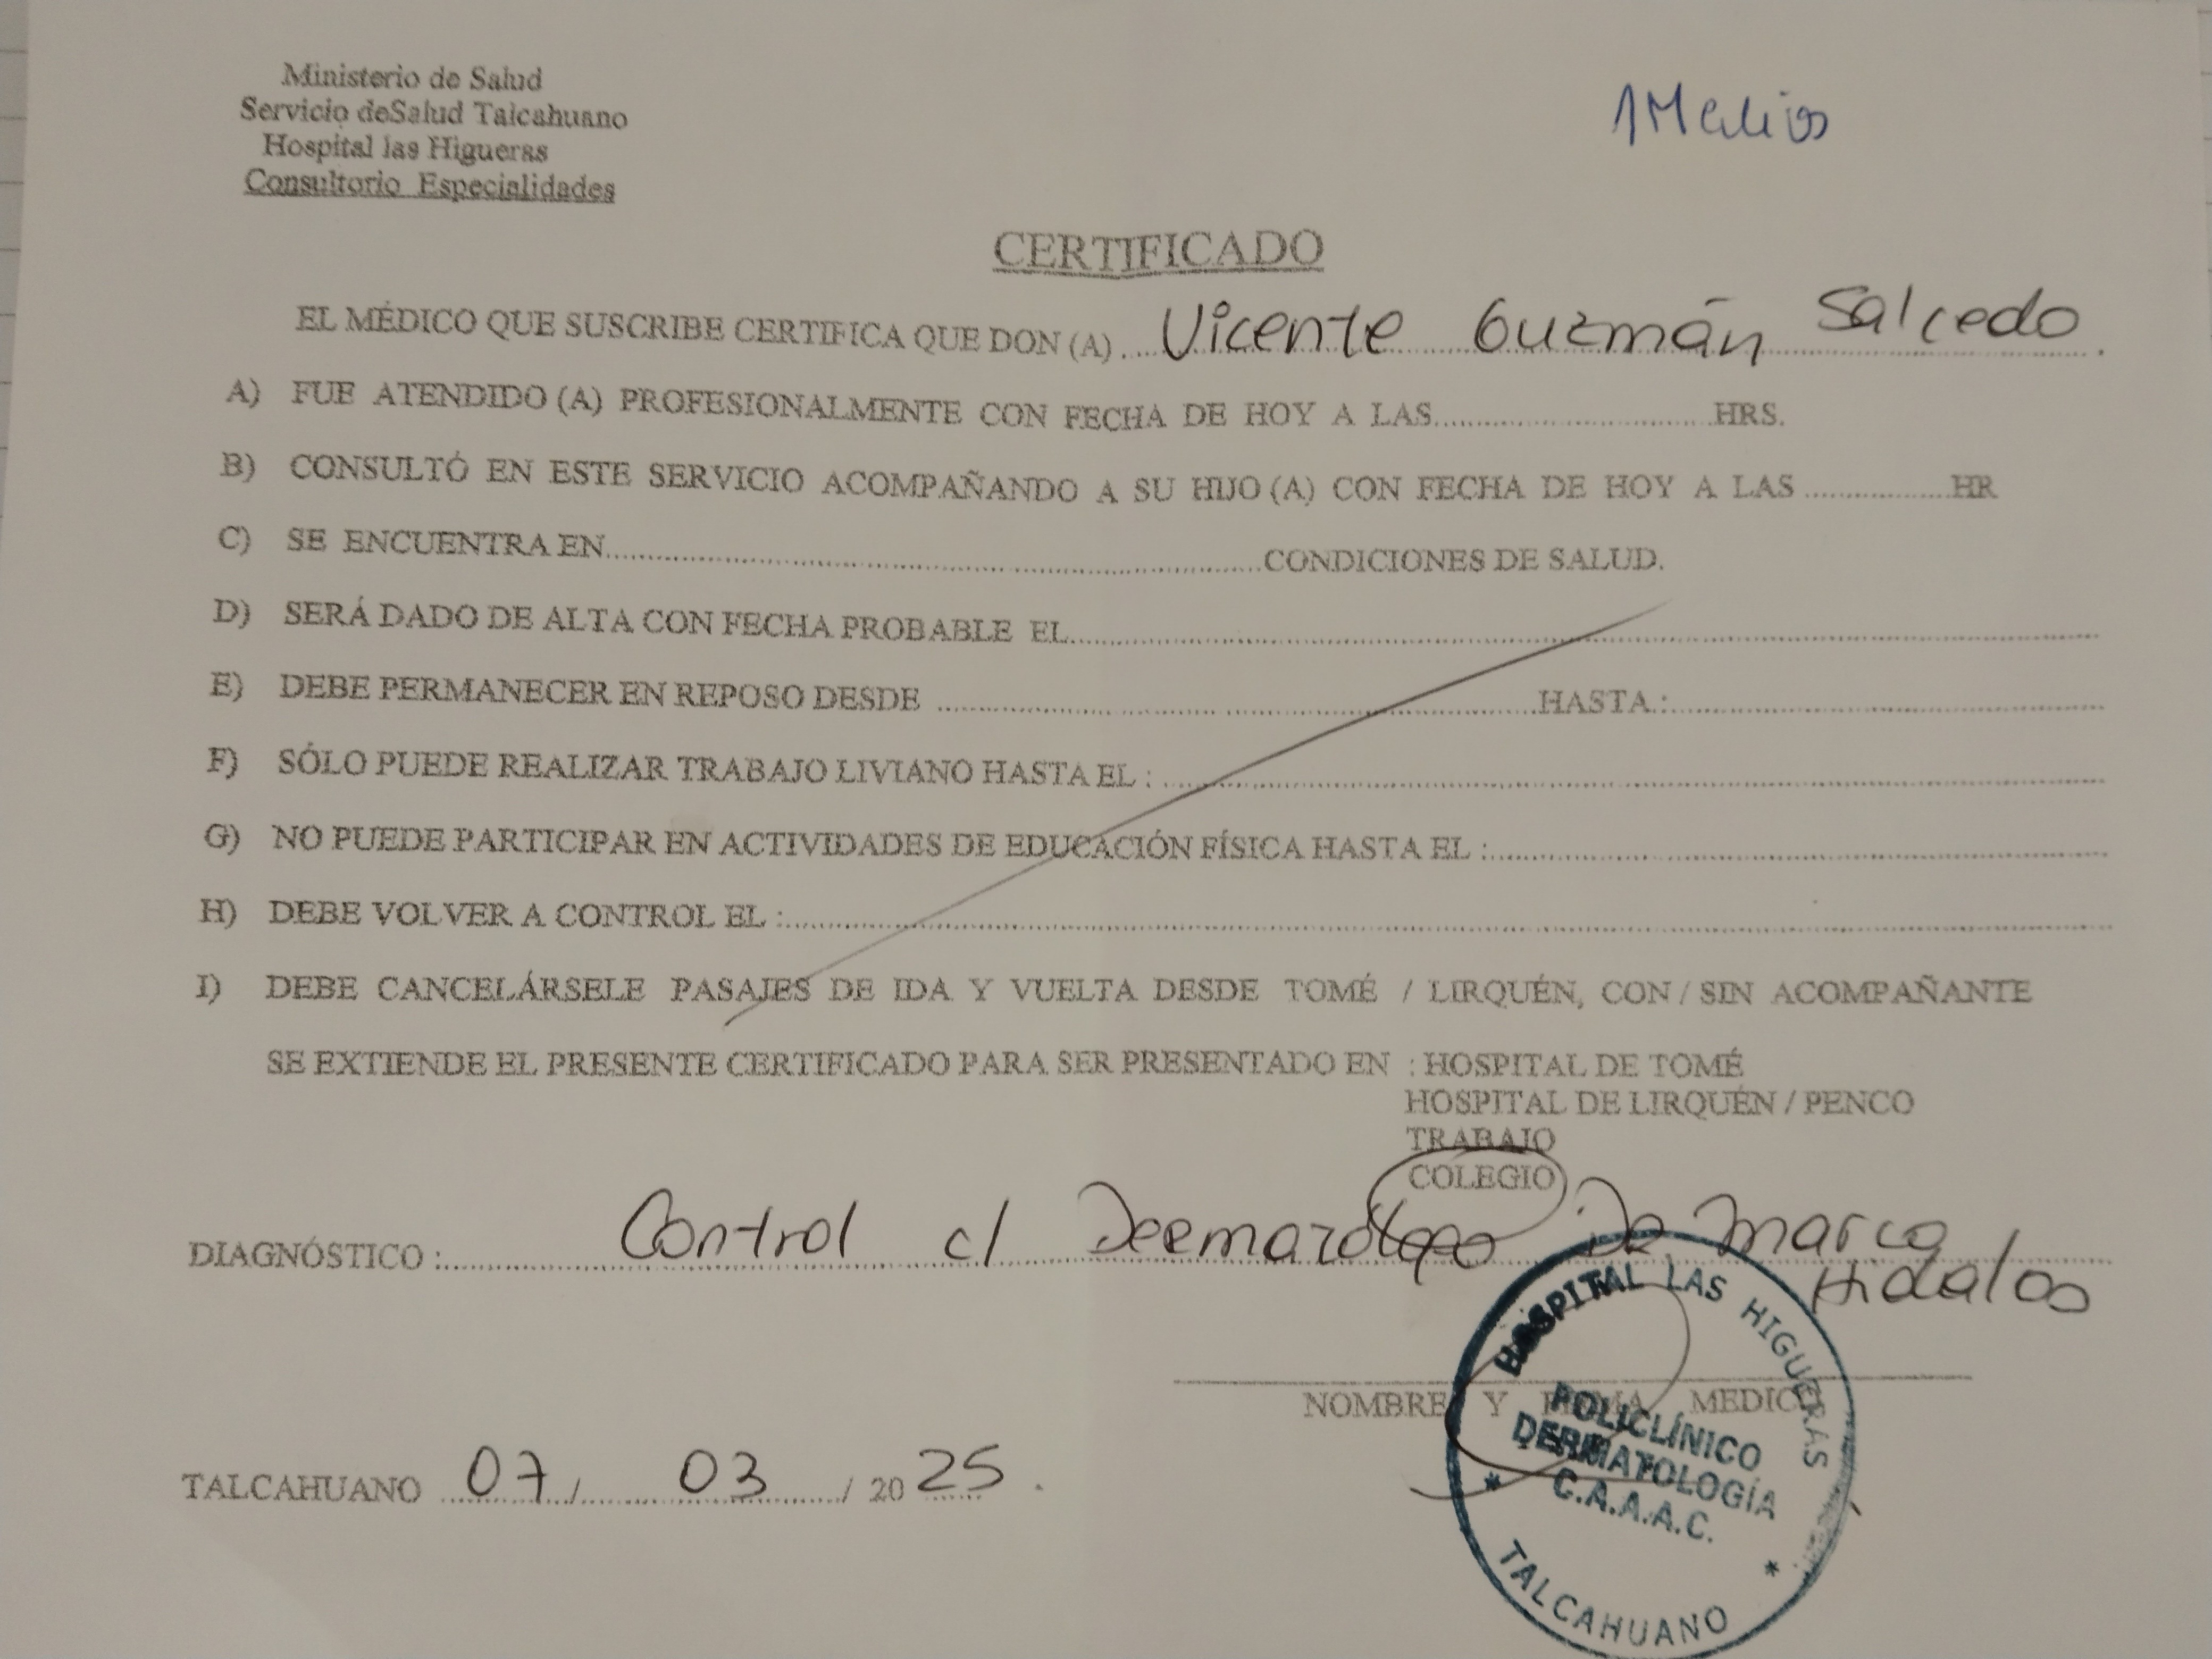 Ministerio de Salud
Servicio deSalud Talcahuano
Hospital las Higueras
Consultorio Especialidades
1Medios
CERTIFICADO
EL MÉDICO QUE SUSCRIBE CERTIFICA QUE DON (A) Vicente Guzmán Salcedo.
A) FUE ATENDIDO (A) PROFESIONALMENTE CON FECHA DE HOY A LAS..............................HRS.
B) CONSULTÓ EN ESTE SERVICIO ACOMPAÑANDO A SU HIJO (A) CON FECHA DE HOY A LAS ................HR
C) SE ENCUENTRA EN..............................CONDICIONES DE SALUD.
D) SERÁ DADO DE ALTA CON FECHA PROBABLE EL..............................
E) DEBE PERMANECER EN REPOSO DESDE ..............................HASTA :..............................
F) SÓLO PUEDE REALIZAR TRABAJO LIVIANO HASTA EL : ..............................
G) NO PUEDE PARTICIPAR EN ACTIVIDADES DE EDUCACIÓN FÍSICA HASTA EL :..............................
H) DEBE VOLVER A CONTROL EL :..............................
I) DEBE CANCELÁRSELE PASAJES DE IDA Y VUELTA DESDE TOMÉ / LIRQUÉN, CON / SIN ACOMPAÑANTE
SE EXTIENDE EL PRESENTE CERTIFICADO PARA SER PRESENTADO EN : HOSPITAL DE TOMÉ
HOSPITAL DE LIRQUÉN / PENCO
TRABAJO
COLEGIO
DIAGNÓSTICO : Control c/ Dermatólogo Dr. Marco
Hidalgo
NOMBRE Y FIRMA MEDICO
HOSPITAL LAS HIGUERAS
POLICLÍNICO
DERMATOLOGÍA
C.A.A.A.C.
* TALCAHUANO *
TALCAHUANO 07 / 03 / 20 25.